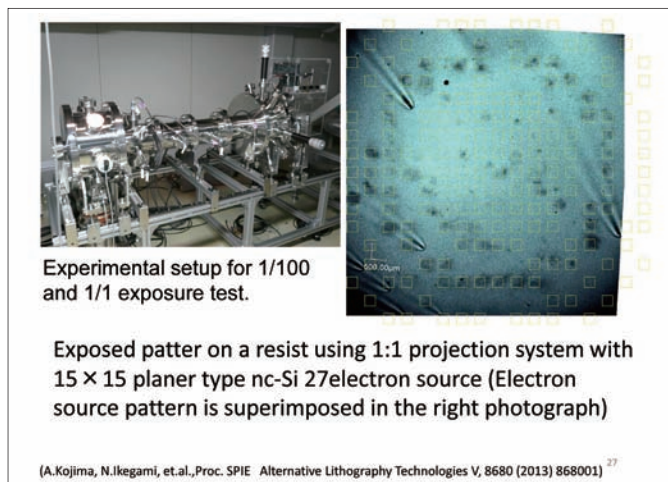 Experimental setup for 1/100
and 1/1 exposure test.
500.00μm
Exposed patter on a resist using 1:1 projection system with
15×15 planer type nc-Si 27electron source (Electron
source pattern is superimposed in the right photograph)
27
(A.Kojima, N.Ikegami, et.al.,Proc. SPIE Alternative Lithography Technologies V, 8680 (2013) 868001)